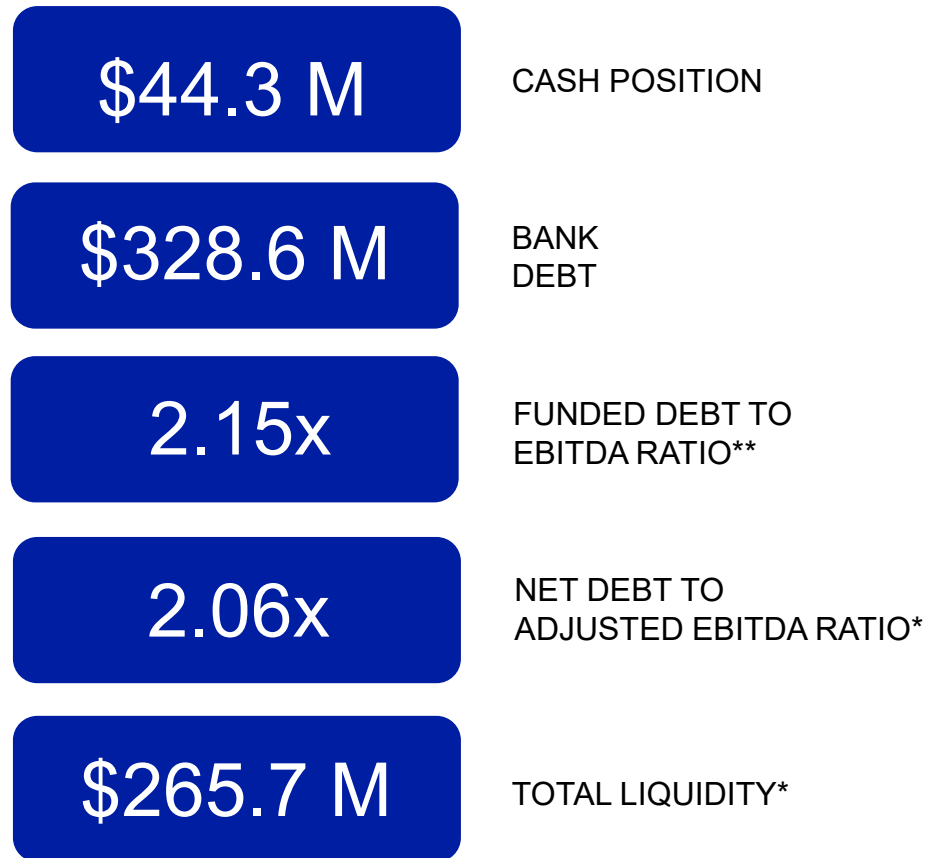 $44.3 M
CASH POSITION
$328.6 M
BANK
DEBT
2.15x
FUNDED DEBT TO
EBITDA RATIO**
2.06x
NET DEBT TO
ADJUSTED EBITDA RATIO*
$265.7 M
TOTAL LIQUIDITY*